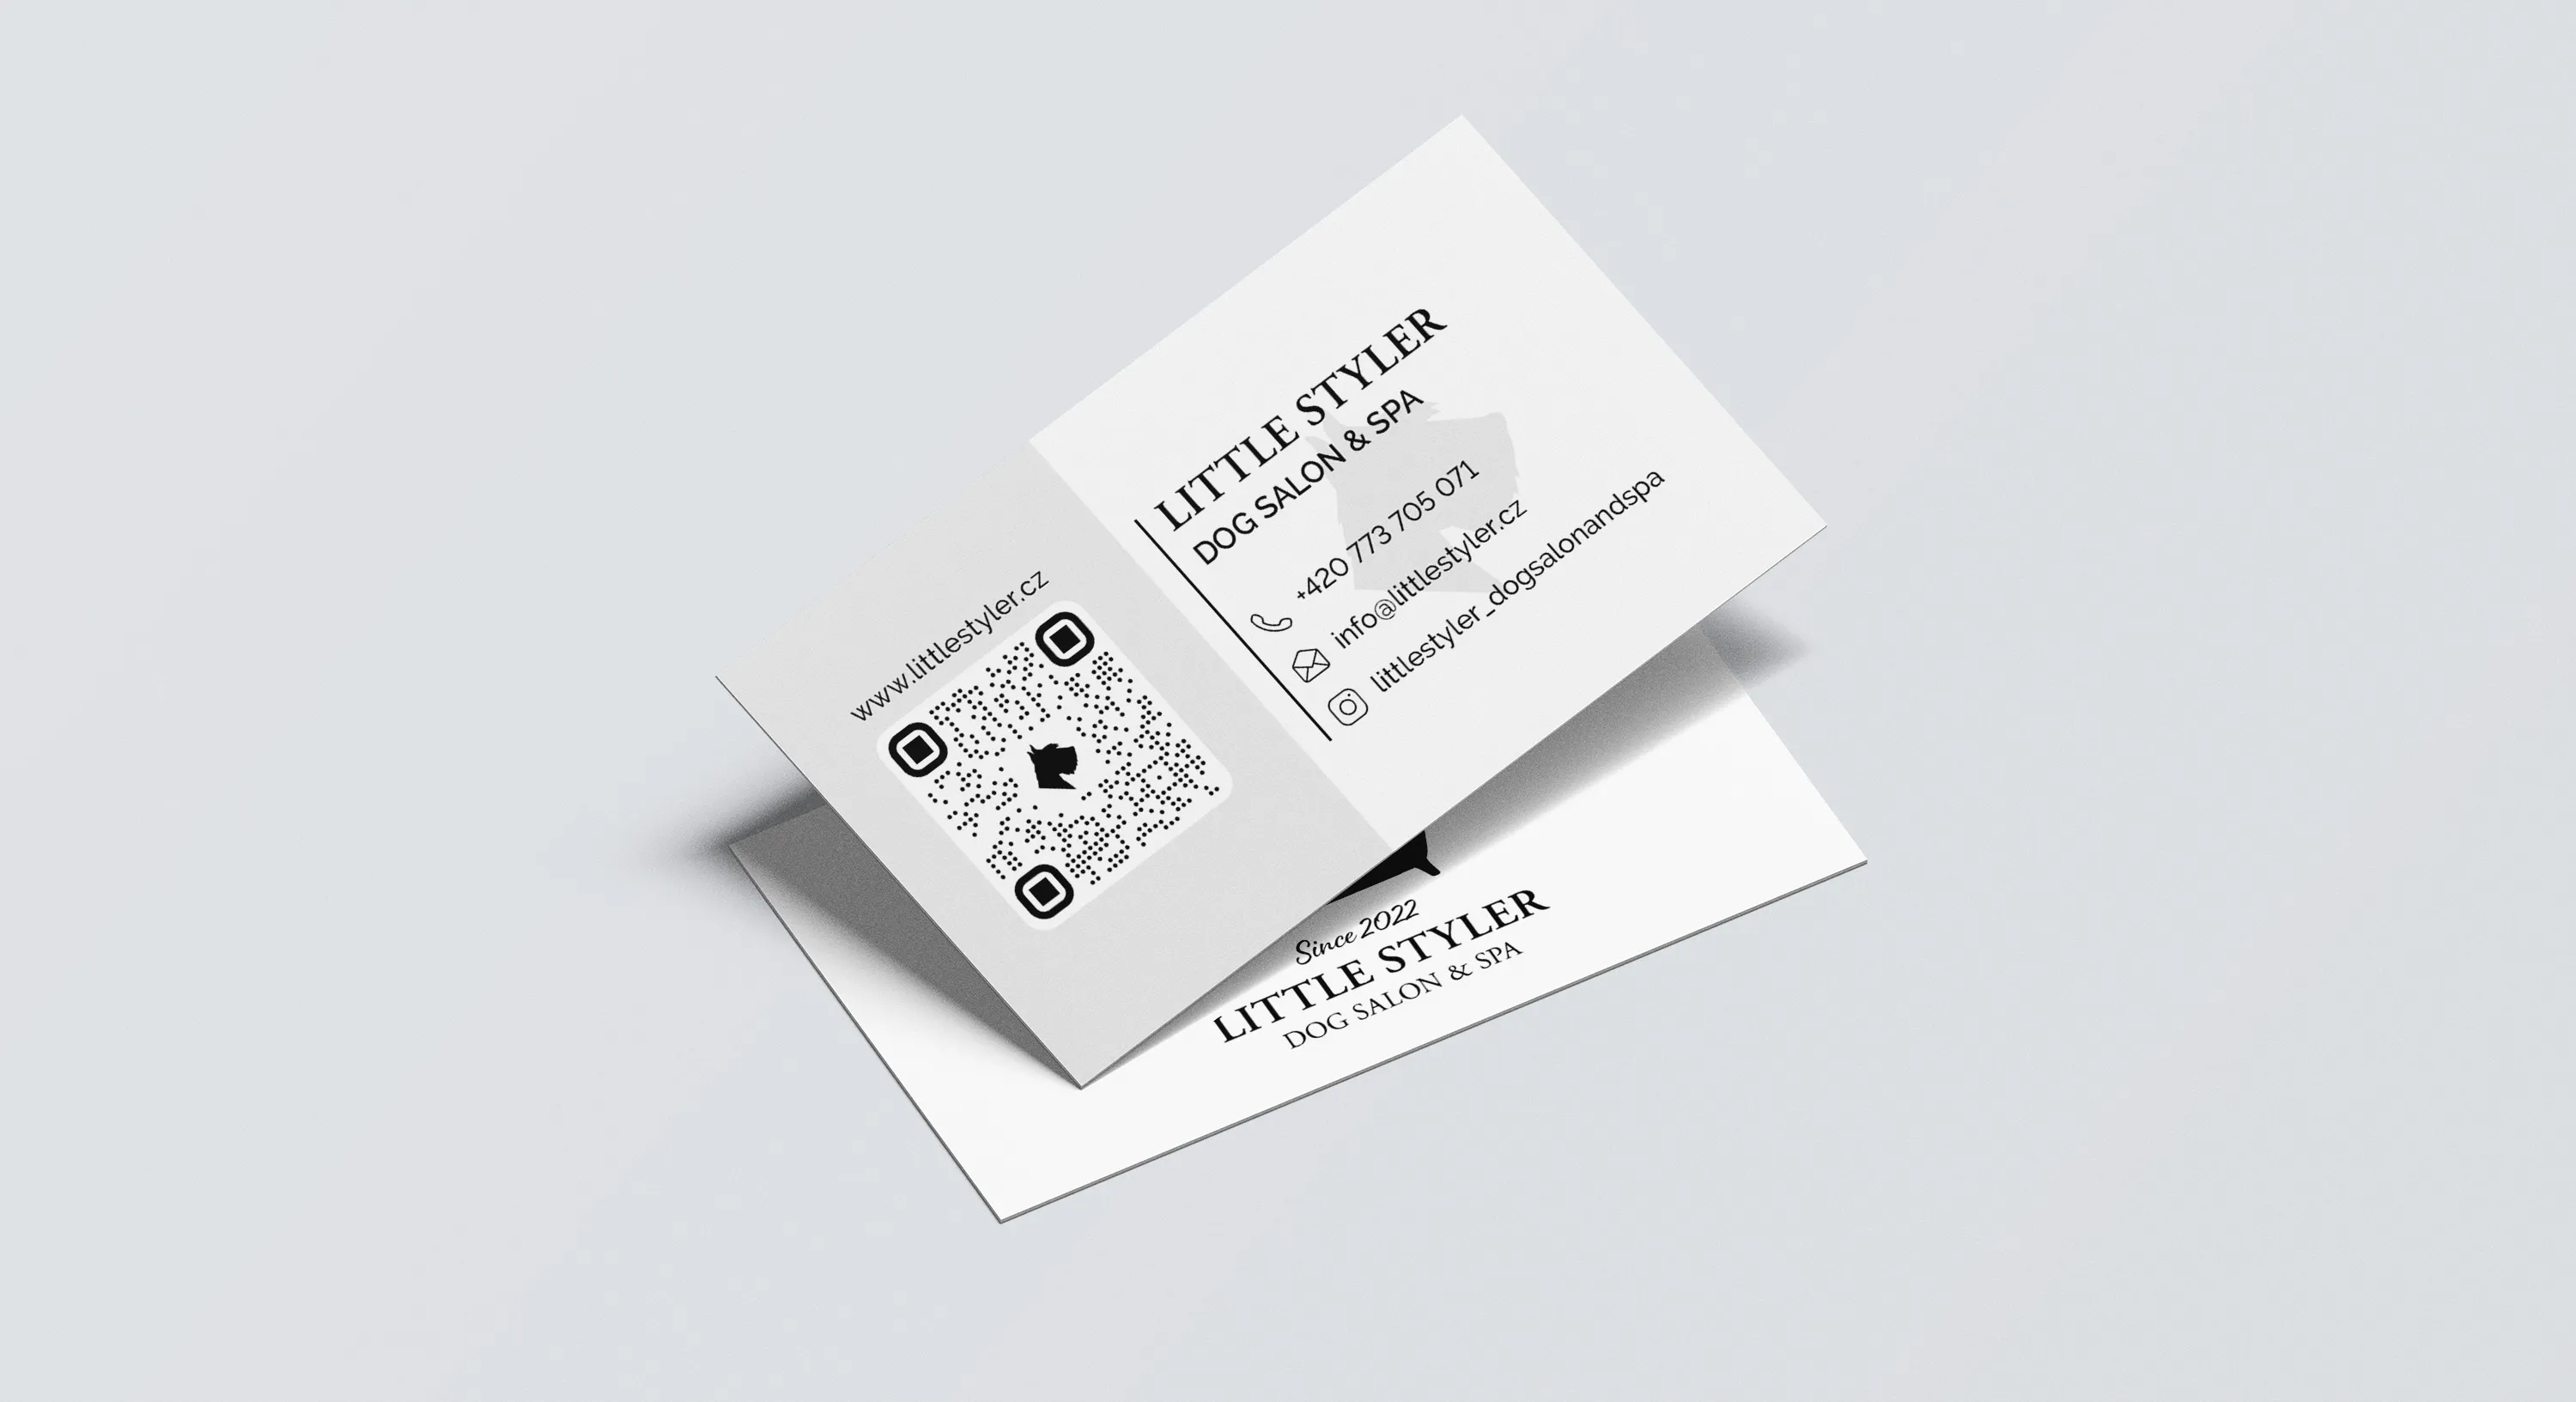 LITTLE STYLER
DOG SALON & SPA
+420 773 705 071
info@littlestyler.cz
littlestyler_dogsalonandspa
www.littlestyler.cz
Since 2022
LITTLE STYLER
DOG SALON & SPA